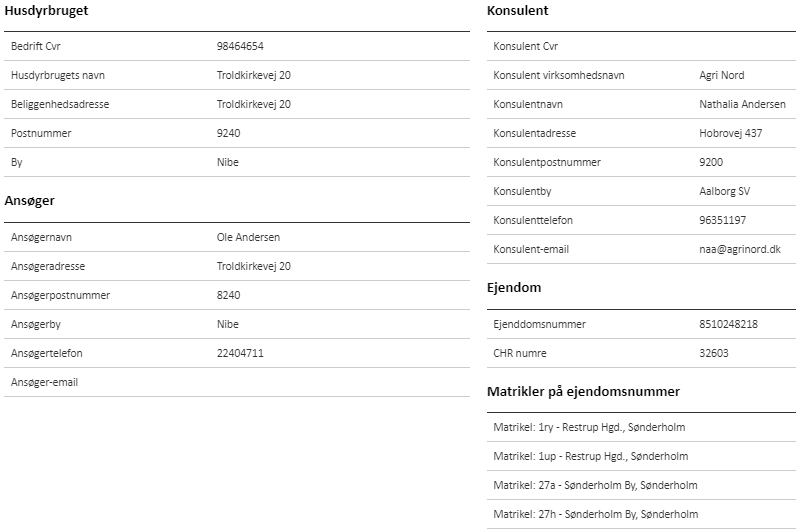 Husdyrbruget
Bedrift Cvr 98464654
Husdyrbrugets navn Troldkirkevej 20
Beliggenhedsadresse Troldkirkevej 20
Postnummer 9240
By Nibe
Ansøger
Ansøgernavn Ole Andersen
Ansøgeradresse Troldkirkevej 20
Ansøgerpostnummer 8240
Ansøgerby Nibe
Ansøgertelefon 22404711
Ansøger-email
Konsulent
Konsulent Cvr
Konsulent virksomhedsnavn Agri Nord
Konsulentnavn Nathalia Andersen
Konsulentadresse Hobrovej 437
Konsulentpostnummer 9200
Konsulentby Aalborg SV
Konsulenttelefon 96351197
Konsulent-email naa@agrinord.dk
Ejendom
Ejenddomsnummer 8510248218
CHR numre 32603
Matrikler på ejendomsnummer
Matrikel: 1ry - Restrup Hgd., Sønderholm
Matrikel: 1up - Restrup Hgd., Sønderholm
Matrikel: 27a - Sønderholm By, Sønderholm
Matrikel: 27h - Sønderholm By, Sønderholm